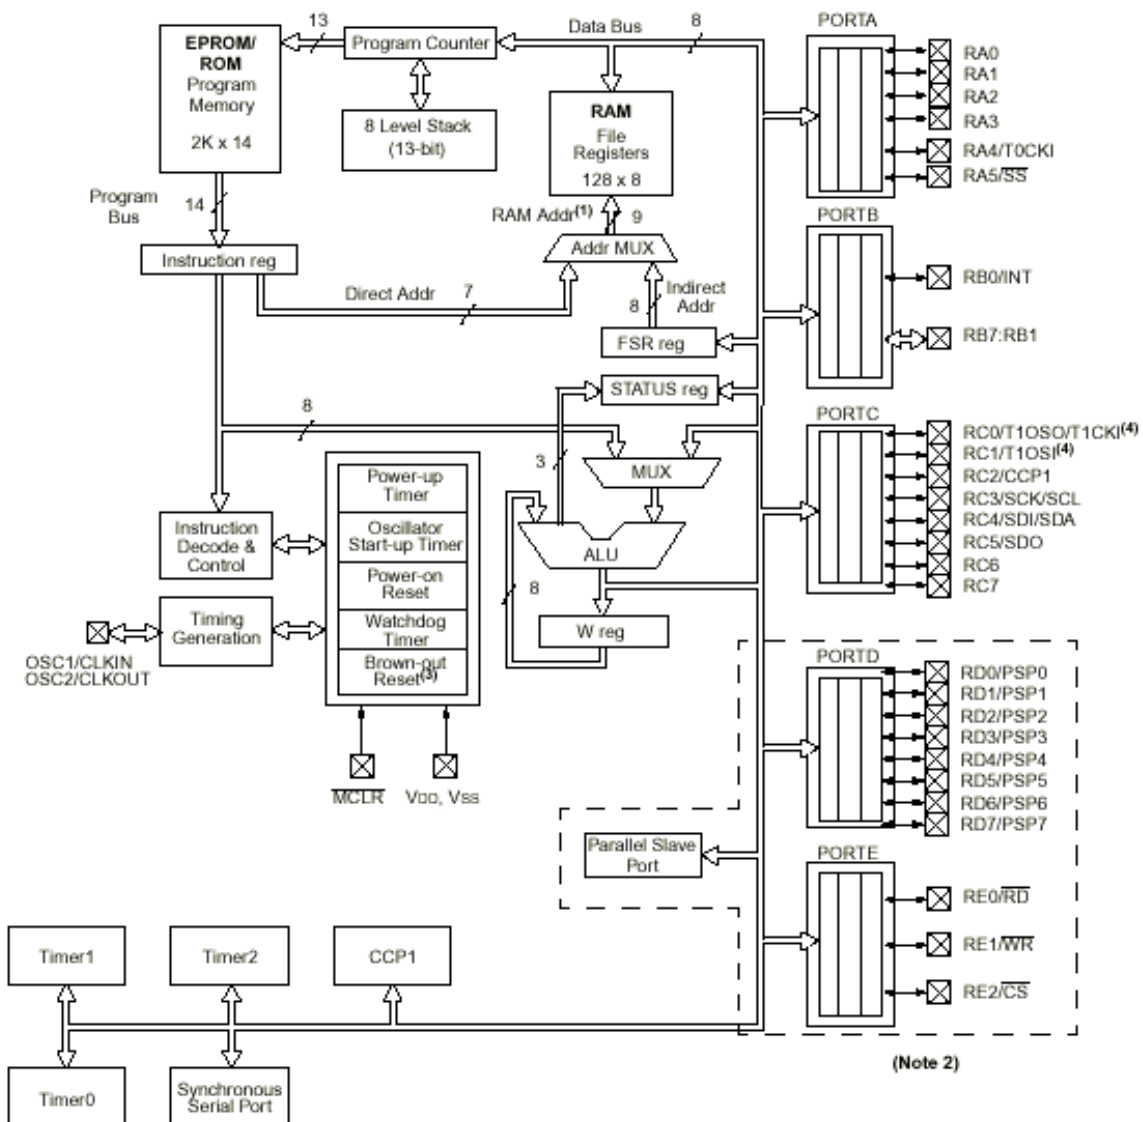 13
Data Bus
8
PORTA
EPROM/
ROM
Program
Memory
2K x 14
Program Counter
8 Level Stack
(13-bit)
RAM
File
Registers
128 x 8
RA0
RA1
RA2
RA3
RA4/T0CKI
RA5/S̅S̅
Program
Bus
14
RAM Addr(1)
9
PORTB
Instruction reg
Addr MUX
Direct Addr
7
8
Indirect
Addr
RB0/INT
RB7:RB1
FSR reg
STATUS reg
8
3
MUX
PORTC
RC0/T1OSO/T1CKI(4)
RC1/T1OSI(4)
RC2/CCP1
RC3/SCK/SCL
RC4/SDI/SDA
RC5/SDO
RC6
RC7
Power-up
Timer
Oscillator
Start-up Timer
Power-on
Reset
Watchdog
Timer
Brown-out
Reset(3)
Instruction
Decode &
Control
Timing
Generation
OSC1/CLKIN
OSC2/CLKOUT
ALU
8
W reg
M̅C̅L̅R̅
VDD, VSS
PORTD
RD0/PSP0
RD1/PSP1
RD2/PSP2
RD3/PSP3
RD4/PSP4
RD5/PSP5
RD6/PSP6
RD7/PSP7
Parallel Slave
Port
PORTE
RE0/R̅D̅
RE1/W̅R̅
RE2/C̅S̅
(Note 2)
Timer1
Timer2
CCP1
Timer0
Synchronous
Serial Port